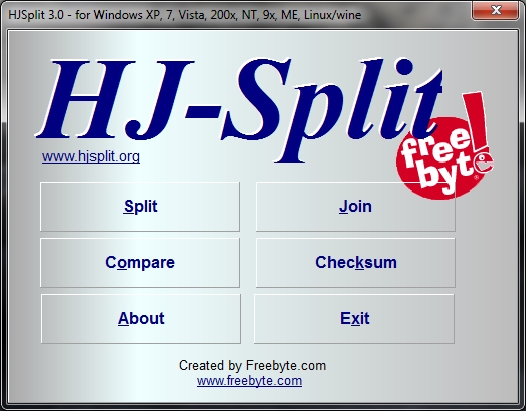 HJSplit 3.0 - for Windows XP, 7, Vista, 200x, NT, 9x, ME, Linux/wine
HJ-Split
www.hjsplit.org
free
byte!
Split
Join
Compare
Checksum
About
Exit
Created by Freebyte.com
www.freebyte.com